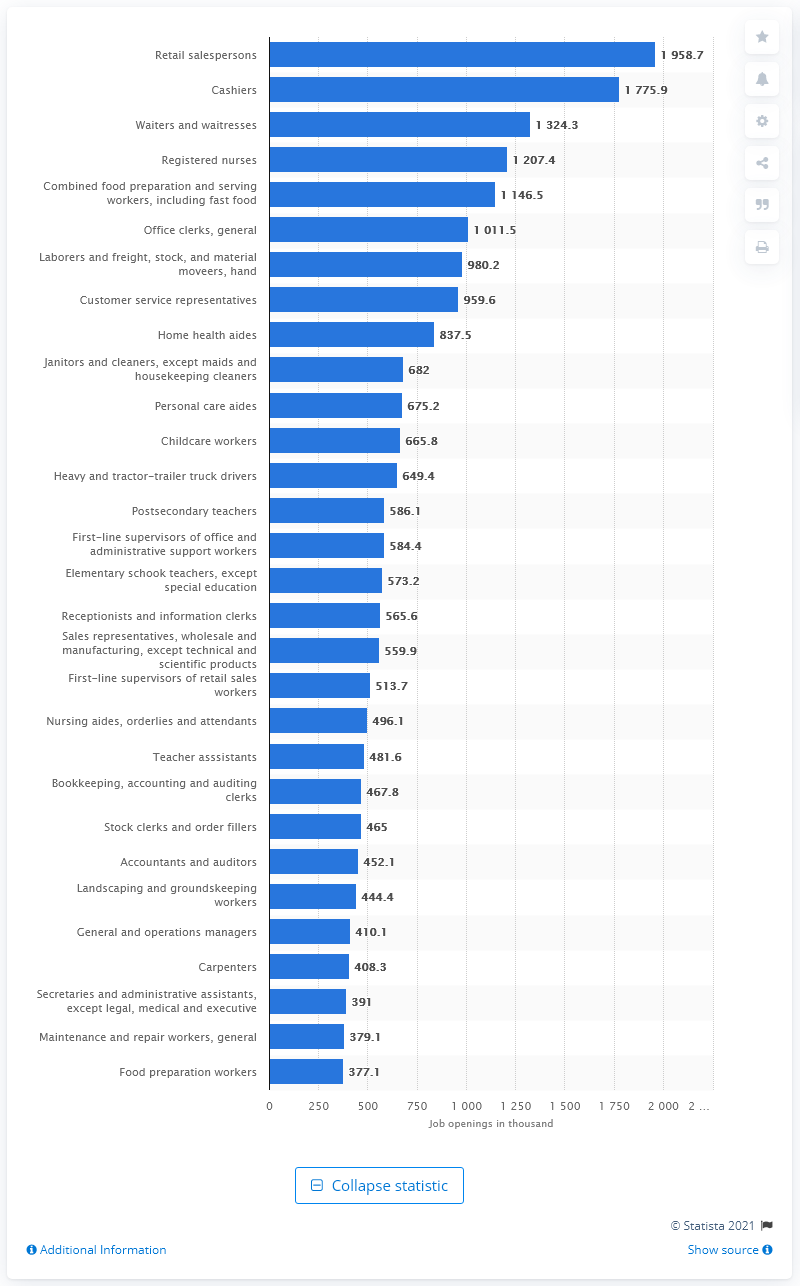 Retail salespersons 1 958.7
Cashiers 1 775.9
Waiters and waitresses 1 324.3
Registered nurses 1 207.4
Combined food preparation and serving
workers, including fast food 1 146.5
Office clerks, general 1 011.5
Laborers and freight, stock, and material
moveers, hand 980.2
Customer service representatives 959.6
Home health aides 837.5
Janitors and cleaners, except maids and
housekeeping cleaners 682
Personal care aides 675.2
Childcare workers 665.8
Heavy and tractor-trailer truck drivers 649.4
Postsecondary teachers 586.1
First-line supervisors of office and
administrative support workers 584.4
Elementary schook teachers, except
special education 573.2
Receptionists and information clerks 565.6
Sales representatives, wholesale and
manufacturing, except technical and
scientific products 559.9
First-line supervisors of retail sales
workers 513.7
Nursing aides, orderlies and attendants 496.1
Teacher asssistants 481.6
Bookkeeping, accounting and auditing
clerks 467.8
Stock clerks and order fillers 465
Accountants and auditors 452.1
Landscaping and groundskeeping
workers 444.4
General and operations managers 410.1
Carpenters 408.3
Secretaries and administrative assistants,
except legal, medical and executive 391
Maintenance and repair workers, general 379.1
Food preparation workers 377.1
0 250 500 750 1 000 1 250 1 500 1 750 2 000 2 ...
Job openings in thousand
Collapse statistic
© Statista 2021
Additional Information Show source